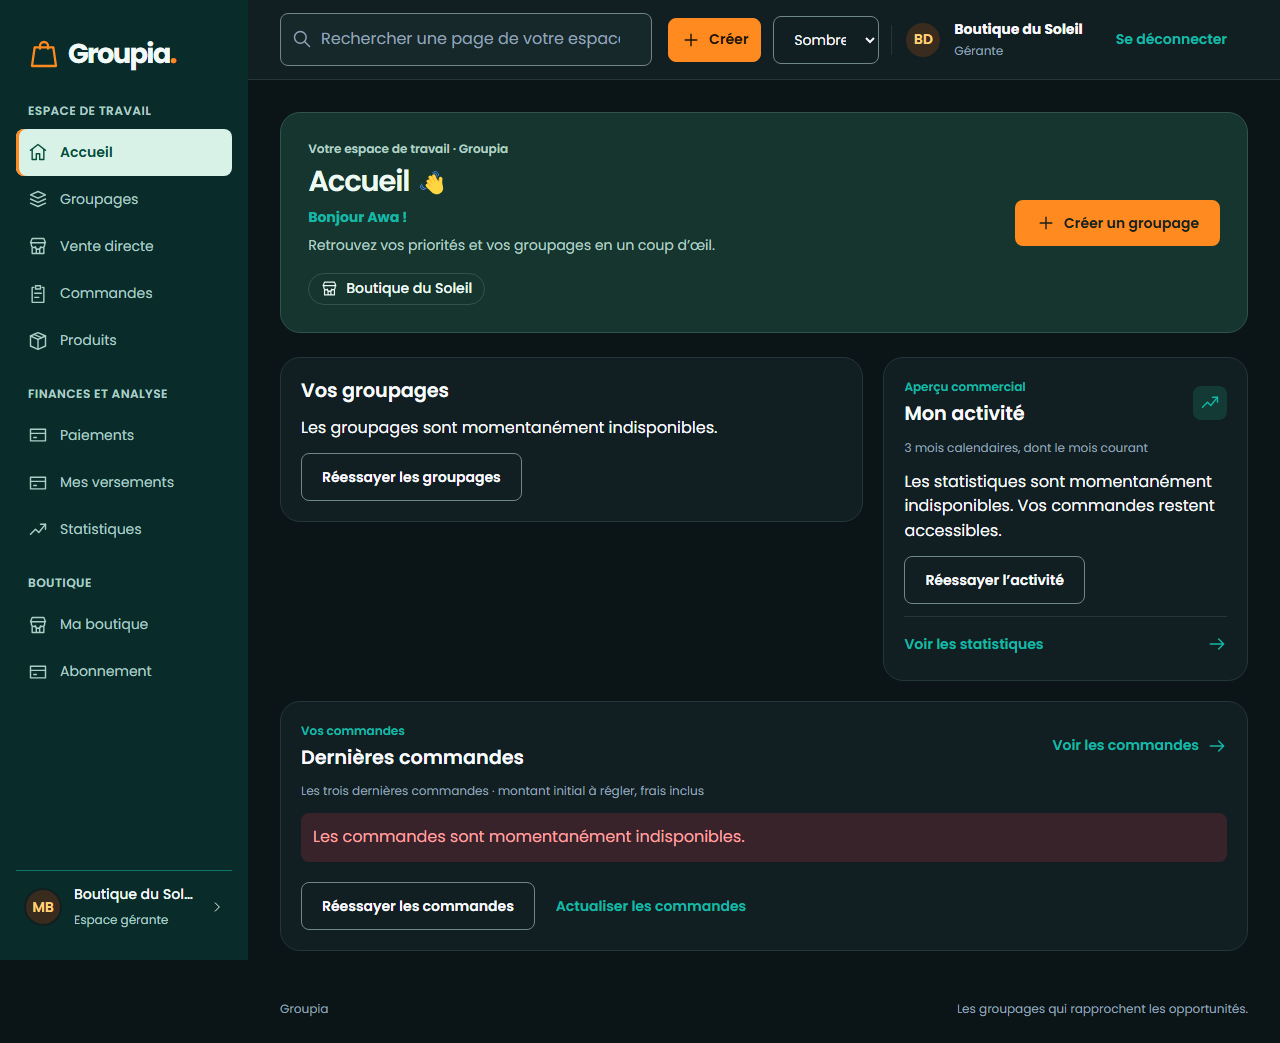 Groupia.
ESPACE DE TRAVAIL
Accueil
Groupages
Vente directe
Commandes
Produits
FINANCES ET ANALYSE
Paiements
Mes versements
Statistiques
BOUTIQUE
Ma boutique
Abonnement
MB
Boutique du Sol...
Espace gérante
Rechercher une page de votre espac
Créer
Sombre
BD
Boutique du Soleil
Gérante
Se déconnecter
Votre espace de travail · Groupia
Accueil 👋
Bonjour Awa !
Retrouvez vos priorités et vos groupages en un coup d’œil.
Boutique du Soleil
Créer un groupage
Vos groupages
Les groupages sont momentanément indisponibles.
Réessayer les groupages
Aperçu commercial
Mon activité
3 mois calendaires, dont le mois courant
Les statistiques sont momentanément
indisponibles. Vos commandes restent
accessibles.
Réessayer l’activité
Voir les statistiques
Vos commandes
Dernières commandes
Les trois dernières commandes · montant initial à régler, frais inclus
Voir les commandes
Les commandes sont momentanément indisponibles.
Réessayer les commandes
Actualiser les commandes
Groupia
Les groupages qui rapprochent les opportunités.